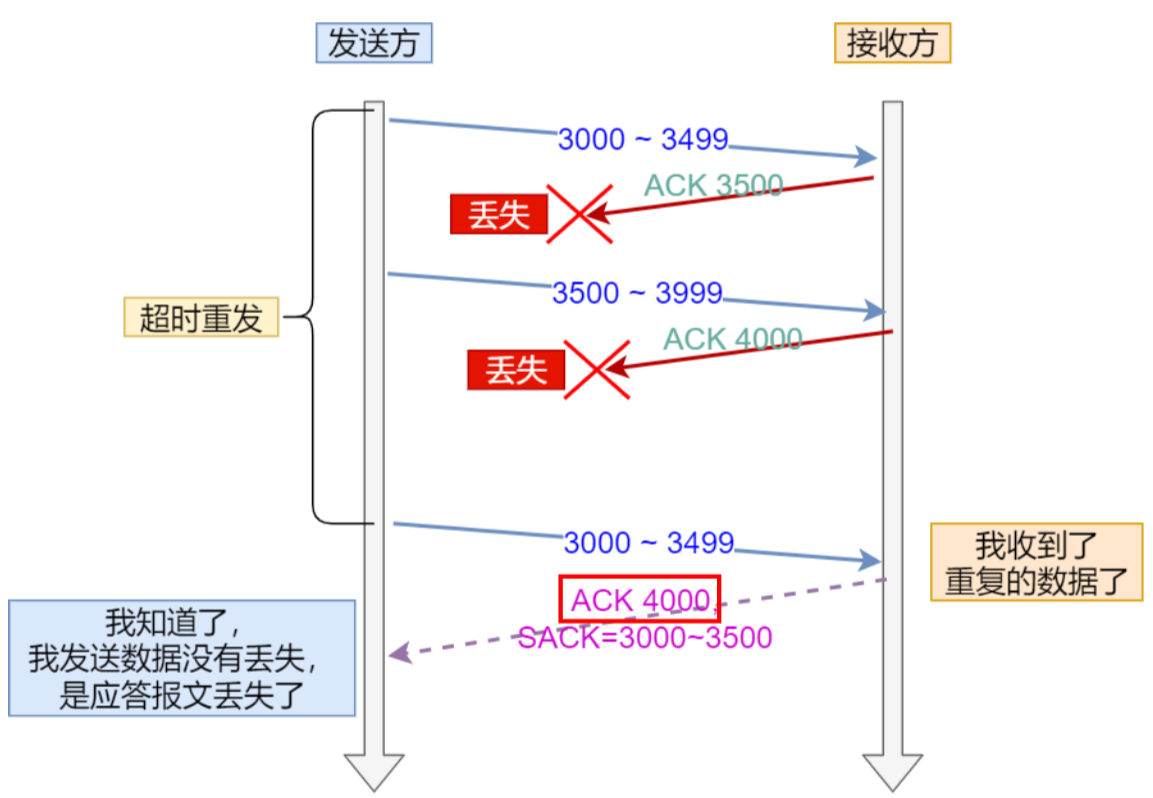 发送方
接收方
3000 ~ 3499
ACK 3500
丢失
3500 ~ 3999
超时重发
ACK 4000
丢失
3000 ~ 3499
我收到了
重复的数据了
ACK 4000,
SACK=3000~3500
我知道了，
我发送数据没有丢失，
是应答报文丢失了